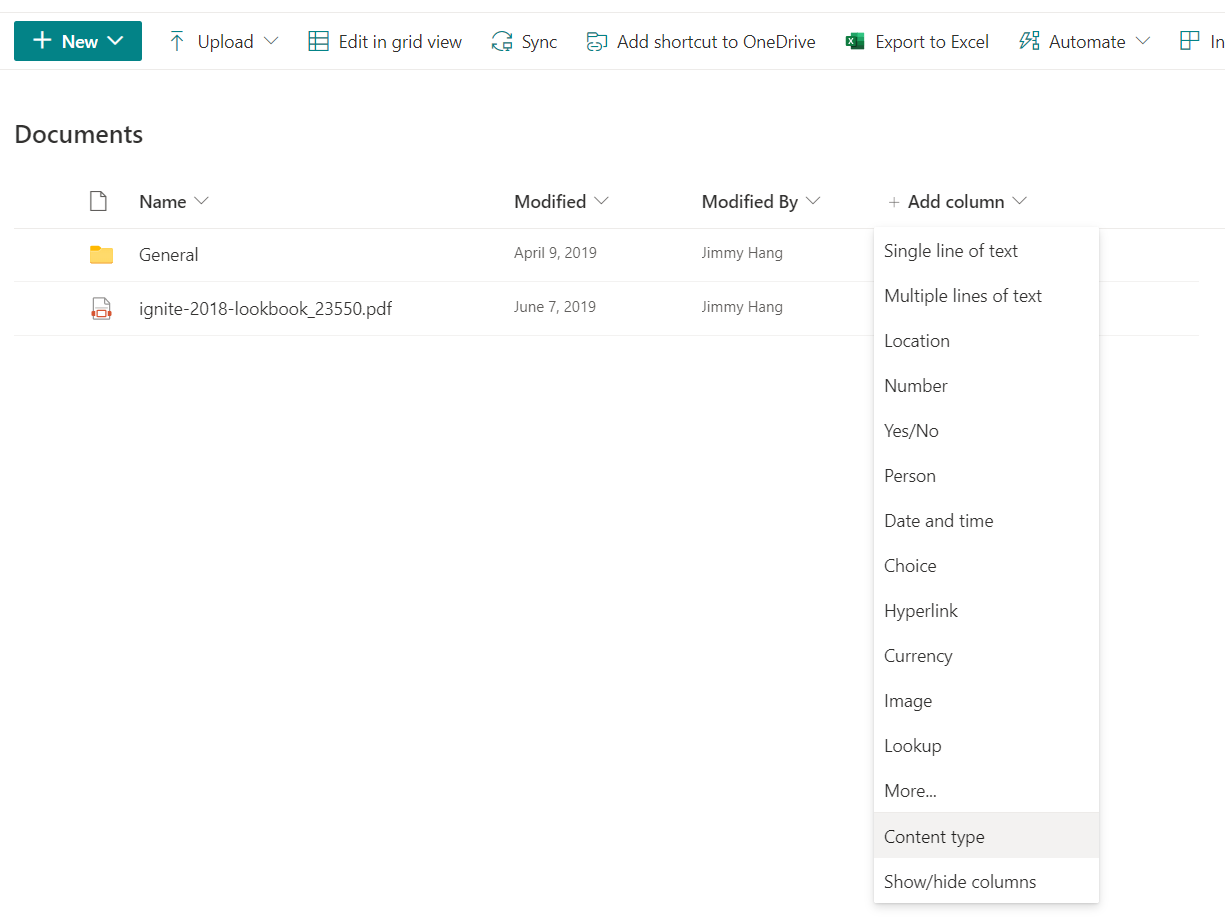 New Upload Edit in grid view Sync Add shortcut to OneDrive Export to Excel Automate In
Documents
Name Modified Modified By + Add column
General April 9, 2019 Jimmy Hang
ignite-2018-lookbook_23550.pdf June 7, 2019 Jimmy Hang
Single line of text
Multiple lines of text
Location
Number
Yes/No
Person
Date and time
Choice
Hyperlink
Currency
Image
Lookup
More...
Content type
Show/hide columns